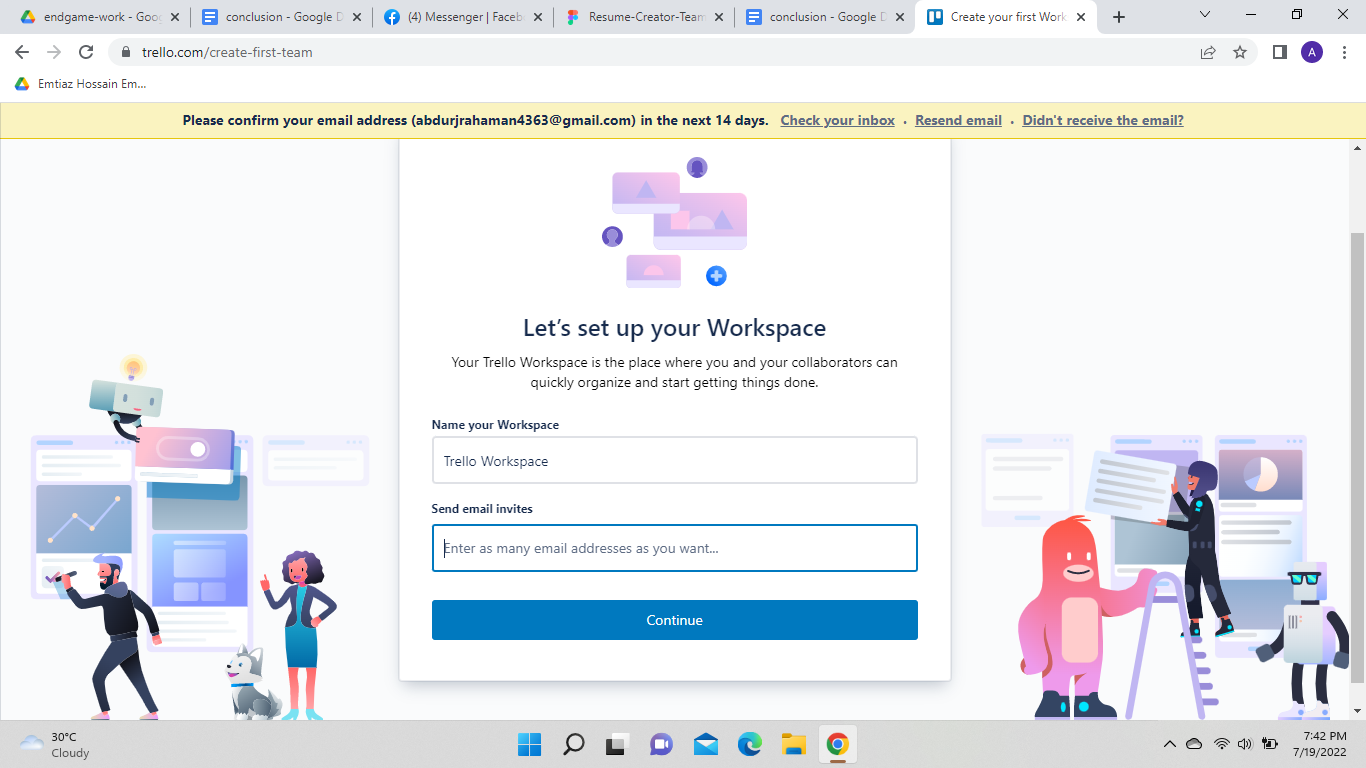 endgame-work - Goo
conclusion - Google D
(4) Messenger | Faceb
Resume-Creator-Team
conclusion - Google D
Create your first Work
trello.com/create-first-team
A
Emtiaz Hossain Em...
Please confirm your email address (abdurjrahaman4363@gmail.com) in the next 14 days. Check your inbox · Resend email · Didn't receive the email?
Let's set up your Workspace
Your Trello Workspace is the place where you and your collaborators can
quickly organize and start getting things done.
Name your Workspace
Trello Workspace
Send email invites
Enter as many email addresses as you want...
Continue
30°C
Cloudy
7:42 PM
7/19/2022